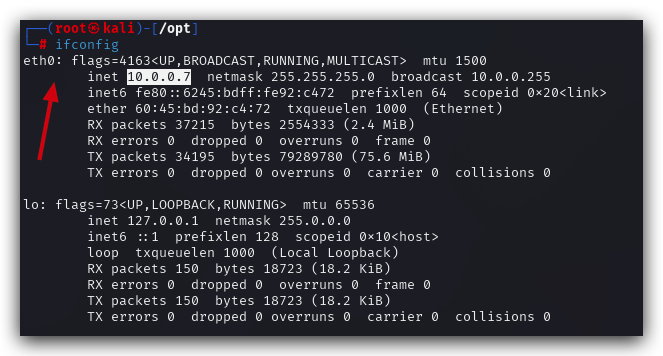 ┌──(root㉿kali)-[/opt]
└─# ifconfig
eth0: flags=4163<UP,BROADCAST,RUNNING,MULTICAST>  mtu 1500
        inet 10.0.0.7  netmask 255.255.255.0  broadcast 10.0.0.255
        inet6 fe80::6245:bdff:fe92:c472  prefixlen 64  scopeid 0×20<link>
        ether 60:45:bd:92:c4:72  txqueuelen 1000  (Ethernet)
        RX packets 37215  bytes 2554333 (2.4 MiB)
        RX errors 0  dropped 0  overruns 0  frame 0
        TX packets 34195  bytes 79289780 (75.6 MiB)
        TX errors 0  dropped 0 overruns 0  carrier 0  collisions 0

lo: flags=73<UP,LOOPBACK,RUNNING>  mtu 65536
        inet 127.0.0.1  netmask 255.0.0.0
        inet6 ::1  prefixlen 128  scopeid 0×10<host>
        loop  txqueuelen 1000  (Local Loopback)
        RX packets 150  bytes 18723 (18.2 KiB)
        RX errors 0  dropped 0  overruns 0  frame 0
        TX packets 150  bytes 18723 (18.2 KiB)
        TX errors 0  dropped 0 overruns 0  carrier 0  collisions 0